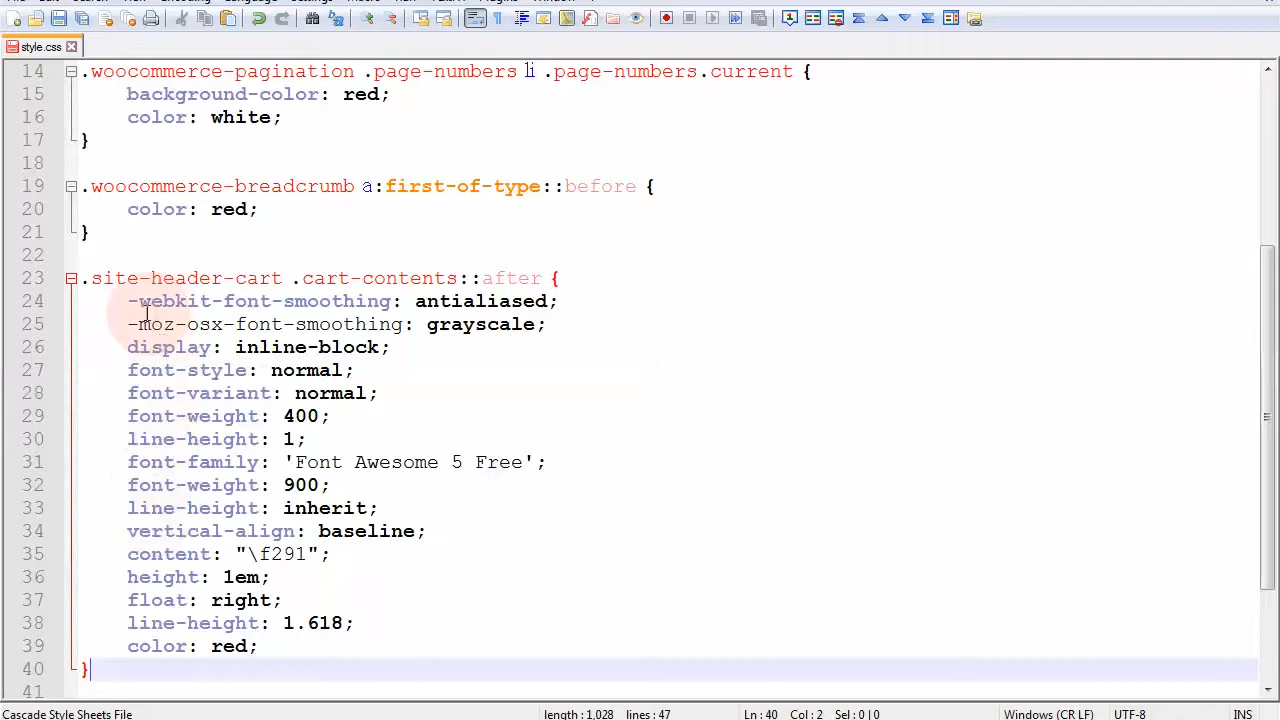 style.css
14 .woocommerce-pagination .page-numbers li .page-numbers.current {
15 background-color: red;
16 color: white;
17 }
18
19 .woocommerce-breadcrumb a:first-of-type::before {
20 color: red;
21 }
22
23 .site-header-cart .cart-contents::after {
24 -webkit-font-smoothing: antialiased;
25 -moz-osx-font-smoothing: grayscale;
26 display: inline-block;
27 font-style: normal;
28 font-variant: normal;
29 font-weight: 400;
30 line-height: 1;
31 font-family: 'Font Awesome 5 Free';
32 font-weight: 900;
33 line-height: inherit;
34 vertical-align: baseline;
35 content: "\f291";
36 height: 1em;
37 float: right;
38 line-height: 1.618;
39 color: red;
40 }
41
Cascade Style Sheets File length : 1,028 lines : 47 Ln : 40 Col : 2 Sel : 0 | 0 Windows (CR LF) UTF-8 INS